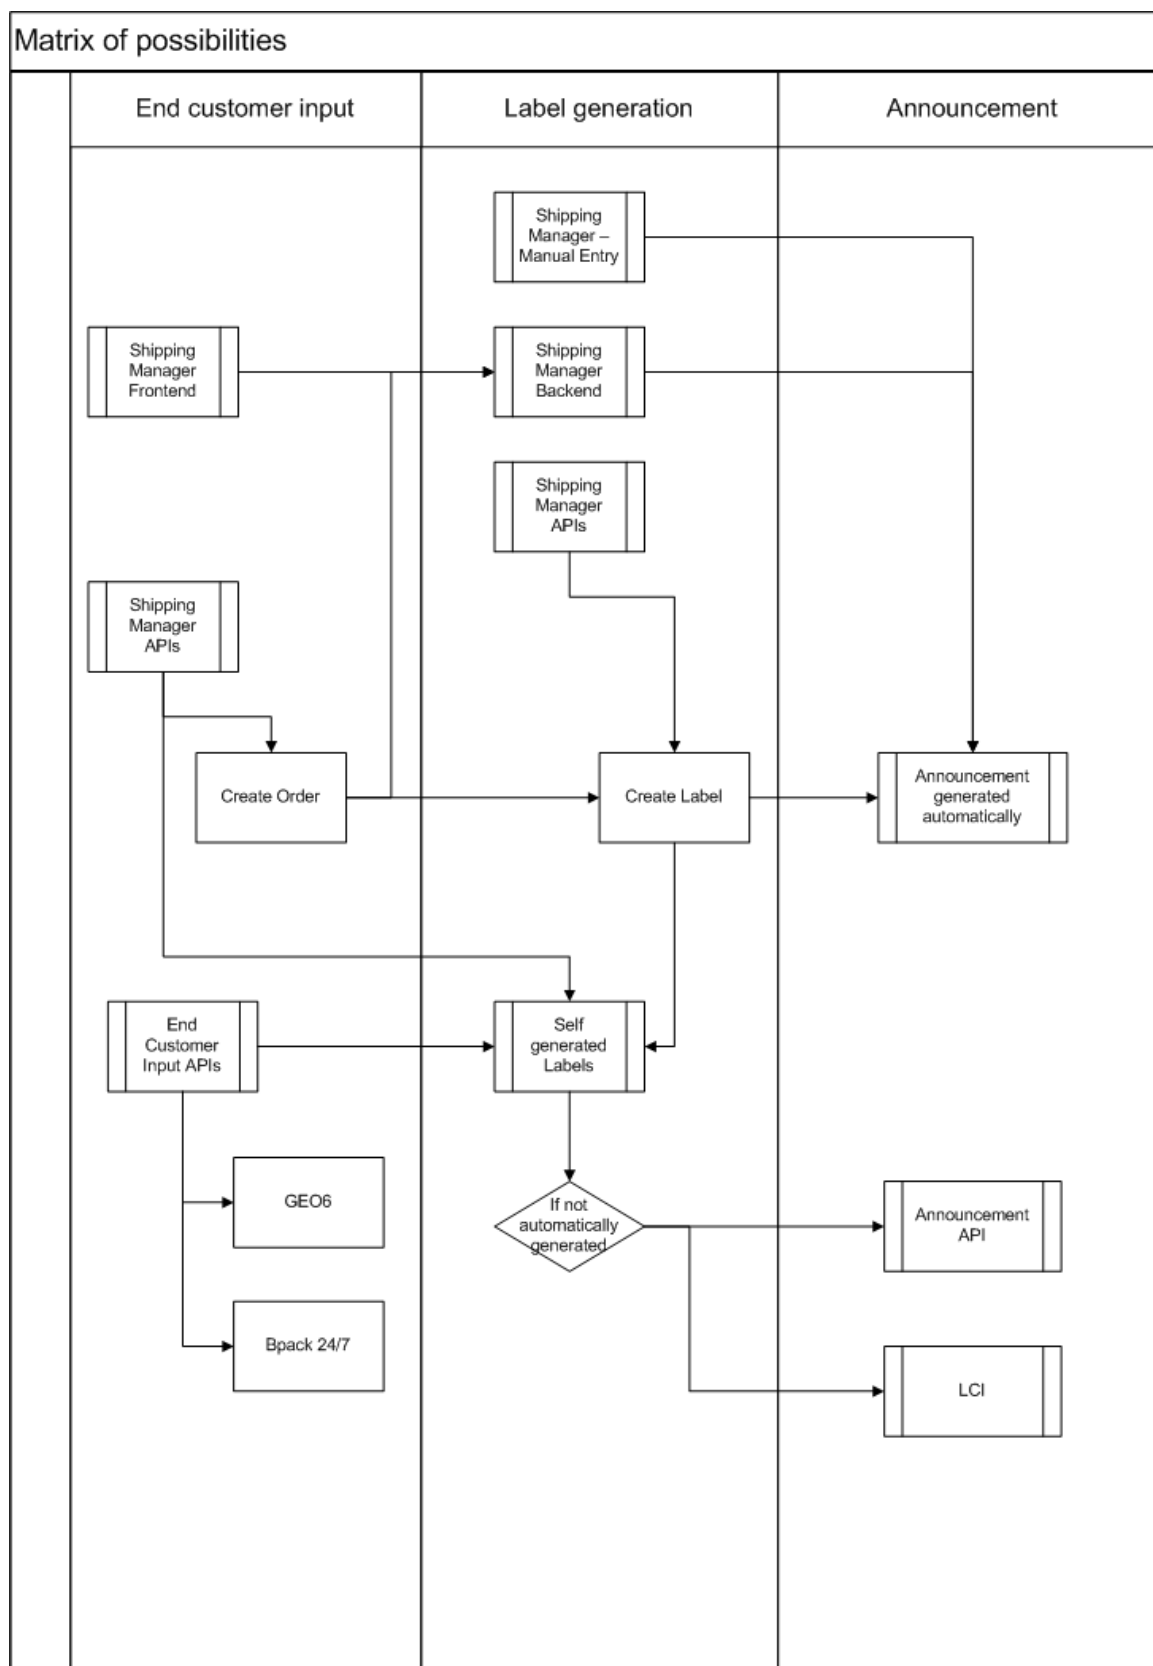 Matrix of possibilities
End customer input
Label generation
Announcement
Shipping
Manager –
Manual Entry
Shipping
Manager
Frontend
Shipping
Manager
Backend
Shipping
Manager
APIs
Shipping
Manager
APIs
Create Order
Create Label
Announcement
generated
automatically
End
Customer
Input APIs
Self
generated
Labels
GEO6
If not
automatically
generated
Announcement
API
Bpack 24/7
LCI